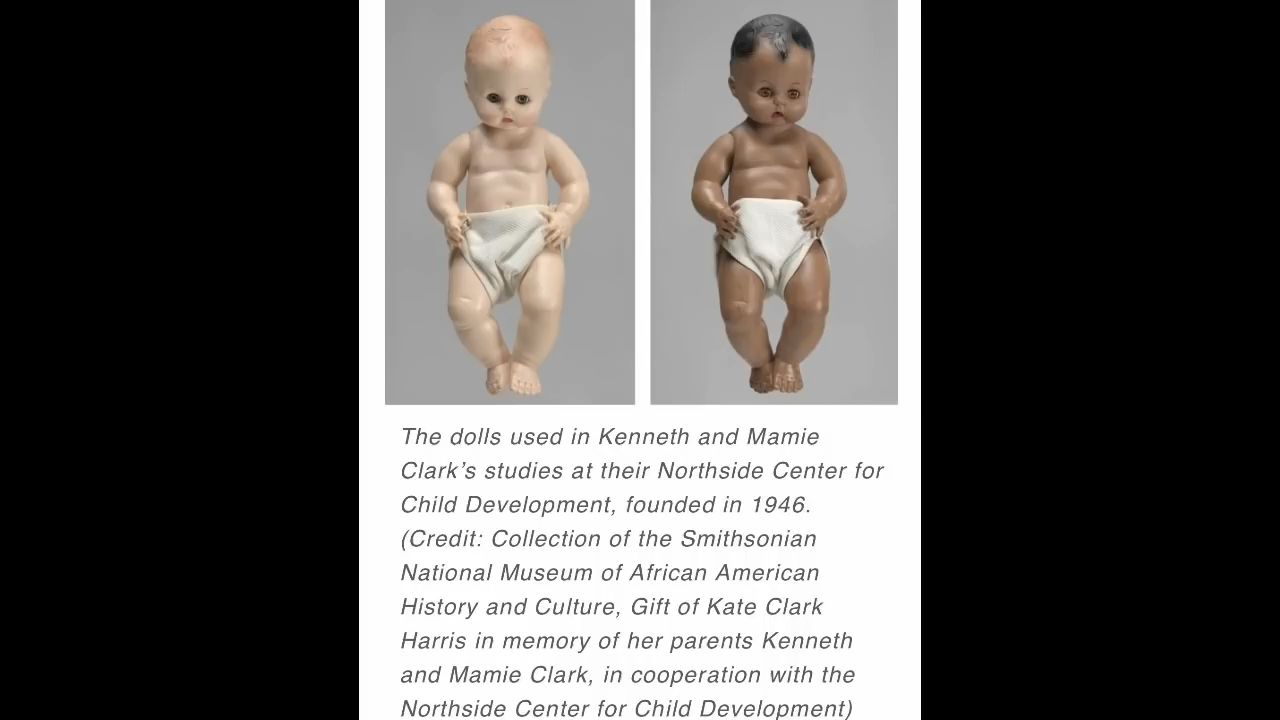 The dolls used in Kenneth and Mamie
Clark’s studies at their Northside Center for
Child Development, founded in 1946.
(Credit: Collection of the Smithsonian
National Museum of African American
History and Culture, Gift of Kate Clark
Harris in memory of her parents Kenneth
and Mamie Clark, in cooperation with the
Northside Center for Child Development)